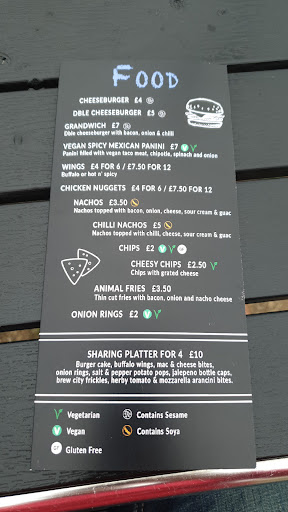 FOOD
CHEESEBURGER £4
DBLE CHEESEBURGER £5
GRANDWICH £7
Dble cheeseburger with bacon, onion & chilli
VEGAN SPICY MEXICAN PANINI £7 V V
Panini filled with vegan taco meat, chipotle, spinach and onion
WINGS £4 FOR 6 / £7.50 FOR 12
Buffalo or hot n' spicy
CHICKEN NUGGETS £4 FOR 6 / £7.50 FOR 12
NACHOS £3.50
Nachos topped with bacon, onion, cheese, sour cream & guac
CHILLI NACHOS £5
Nachos topped with chilli, cheese, sour cream & guac
CHIPS £2 V V
CHEESY CHIPS £2.50 V
Chips with grated cheese
ANIMAL FRIES £3.50
Thin cut fries with bacon, onion and nacho cheese
ONION RINGS £2 V V
SHARING PLATTER FOR 4 £10
Burger cake, buffalo wings, mac & cheese bites,
onion rings, salt & pepper potato pops, jalepeno bottle caps,
brew city frickles, herby tomato & mozzarella arancini bites.
V Vegetarian Contains Sesame
V Vegan Contains Soya
Gluten Free